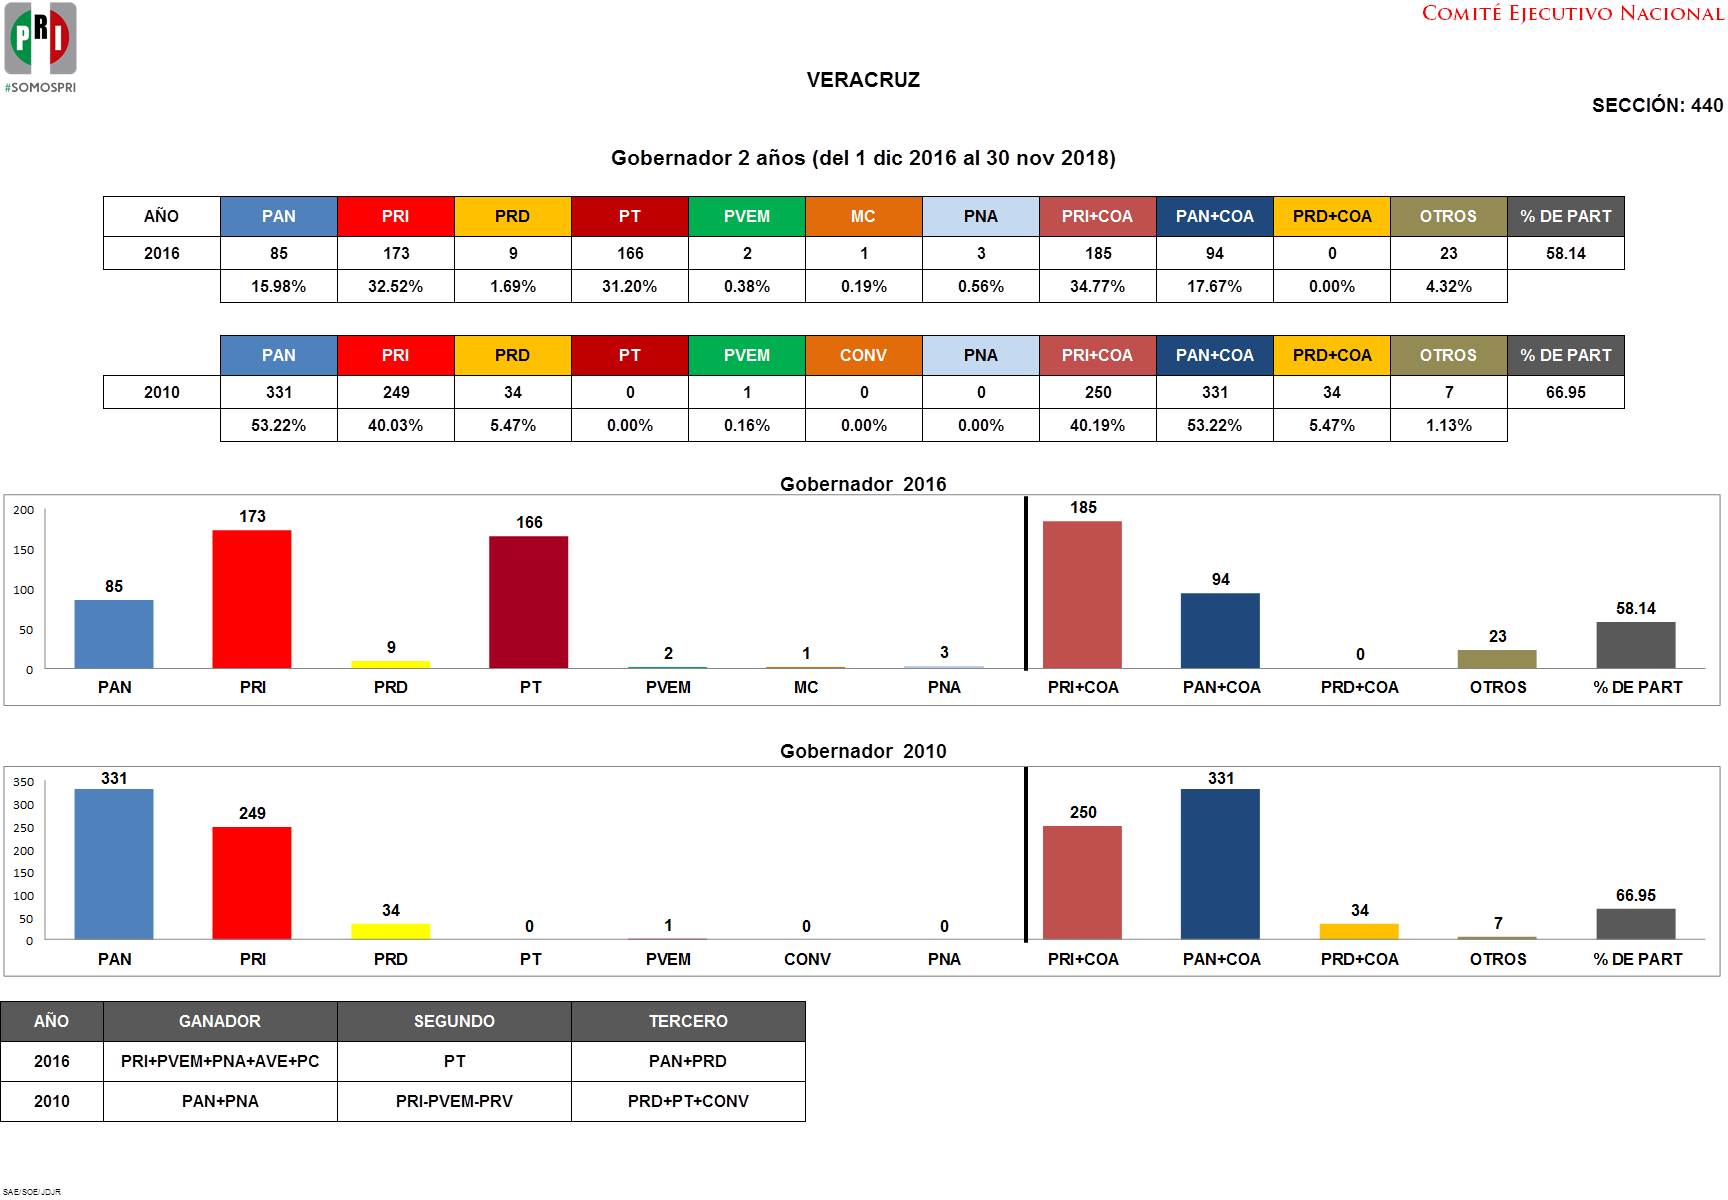 PRI
#SOMOSPRI
COMITÉ EJECUTIVO NACIONAL
VERACRUZ
SECCIÓN: 440
Gobernador 2 años (del 1 dic 2016 al 30 nov 2018)
AÑO PAN PRI PRD PT PVEM MC PNA PRI+COA PAN+COA PRD+COA OTROS % DE PART
2016 85 173 9 166 2 1 3 185 94 0 23 58.14
15.98% 32.52% 1.69% 31.20% 0.38% 0.19% 0.56% 34.77% 17.67% 0.00% 4.32%
PAN PRI PRD PT PVEM CONV PNA PRI+COA PAN+COA PRD+COA OTROS % DE PART
2010 331 249 34 0 1 0 0 250 331 34 7 66.95
53.22% 40.03% 5.47% 0.00% 0.16% 0.00% 0.00% 40.19% 53.22% 5.47% 1.13%
Gobernador 2016
200
150
100
50
0
85 173 9 166 2 1 3 185 94 0 23 58.14
PAN PRI PRD PT PVEM MC PNA PRI+COA PAN+COA PRD+COA OTROS % DE PART
Gobernador 2010
350
300
250
200
150
100
50
0
331 249 34 0 1 0 0 250 331 34 7 66.95
PAN PRI PRD PT PVEM CONV PNA PRI+COA PAN+COA PRD+COA OTROS % DE PART
AÑO GANADOR SEGUNDO TERCERO
2016 PRI+PVEM+PNA+AVE+PC PT PAN+PRD
2010 PAN+PNA PRI-PVEM-PRV PRD+PT+CONV
SAE/SOE/JDJR